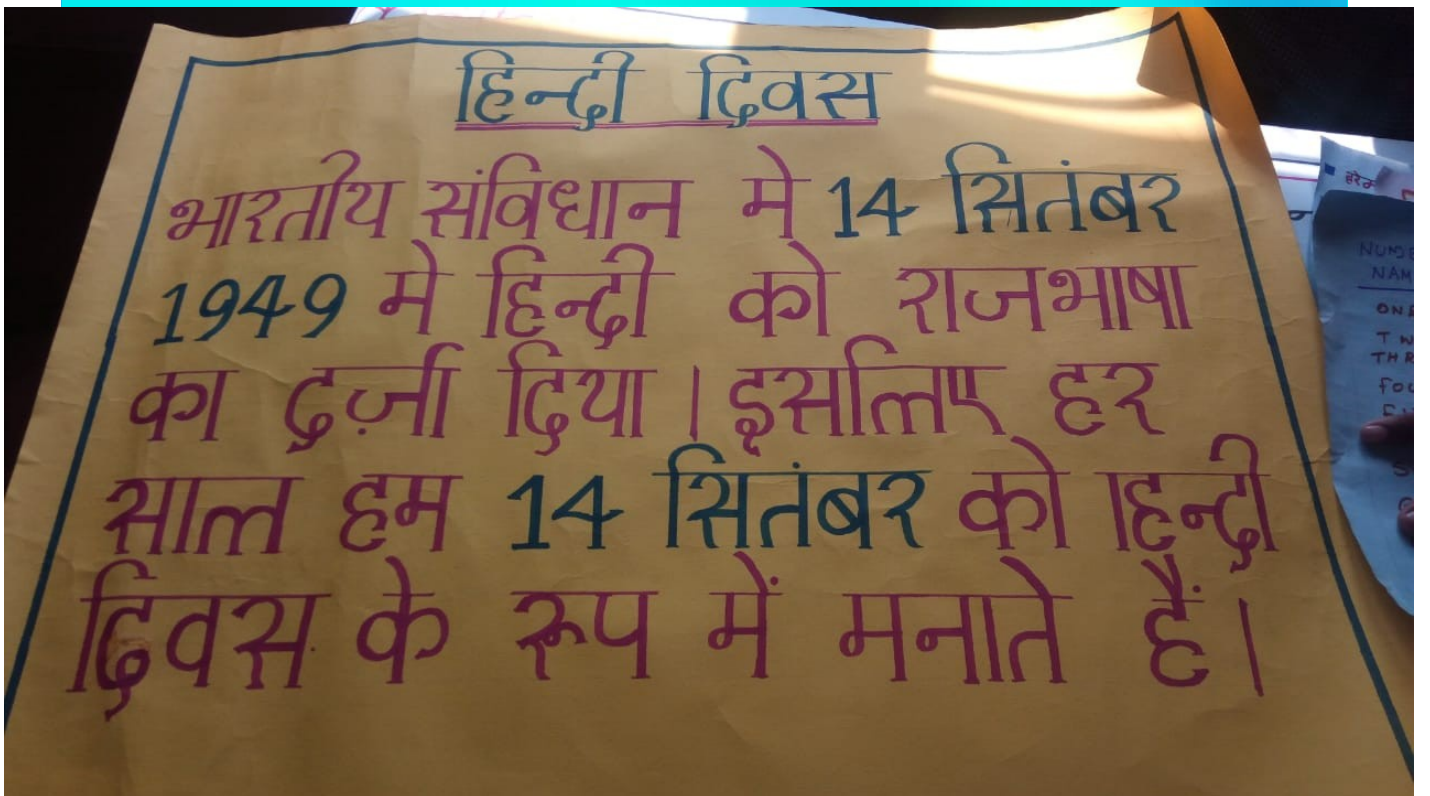 हिन्दी दिवस
भारतीय संविधान मे 14 सितंबर
1949 मे हिन्दी को राजभाषा
का दर्ज़ा दिया । इसलिए हर
साल हम 14 सितंबर को हिन्दी
दिवस के रूप में मनाते हैं ।